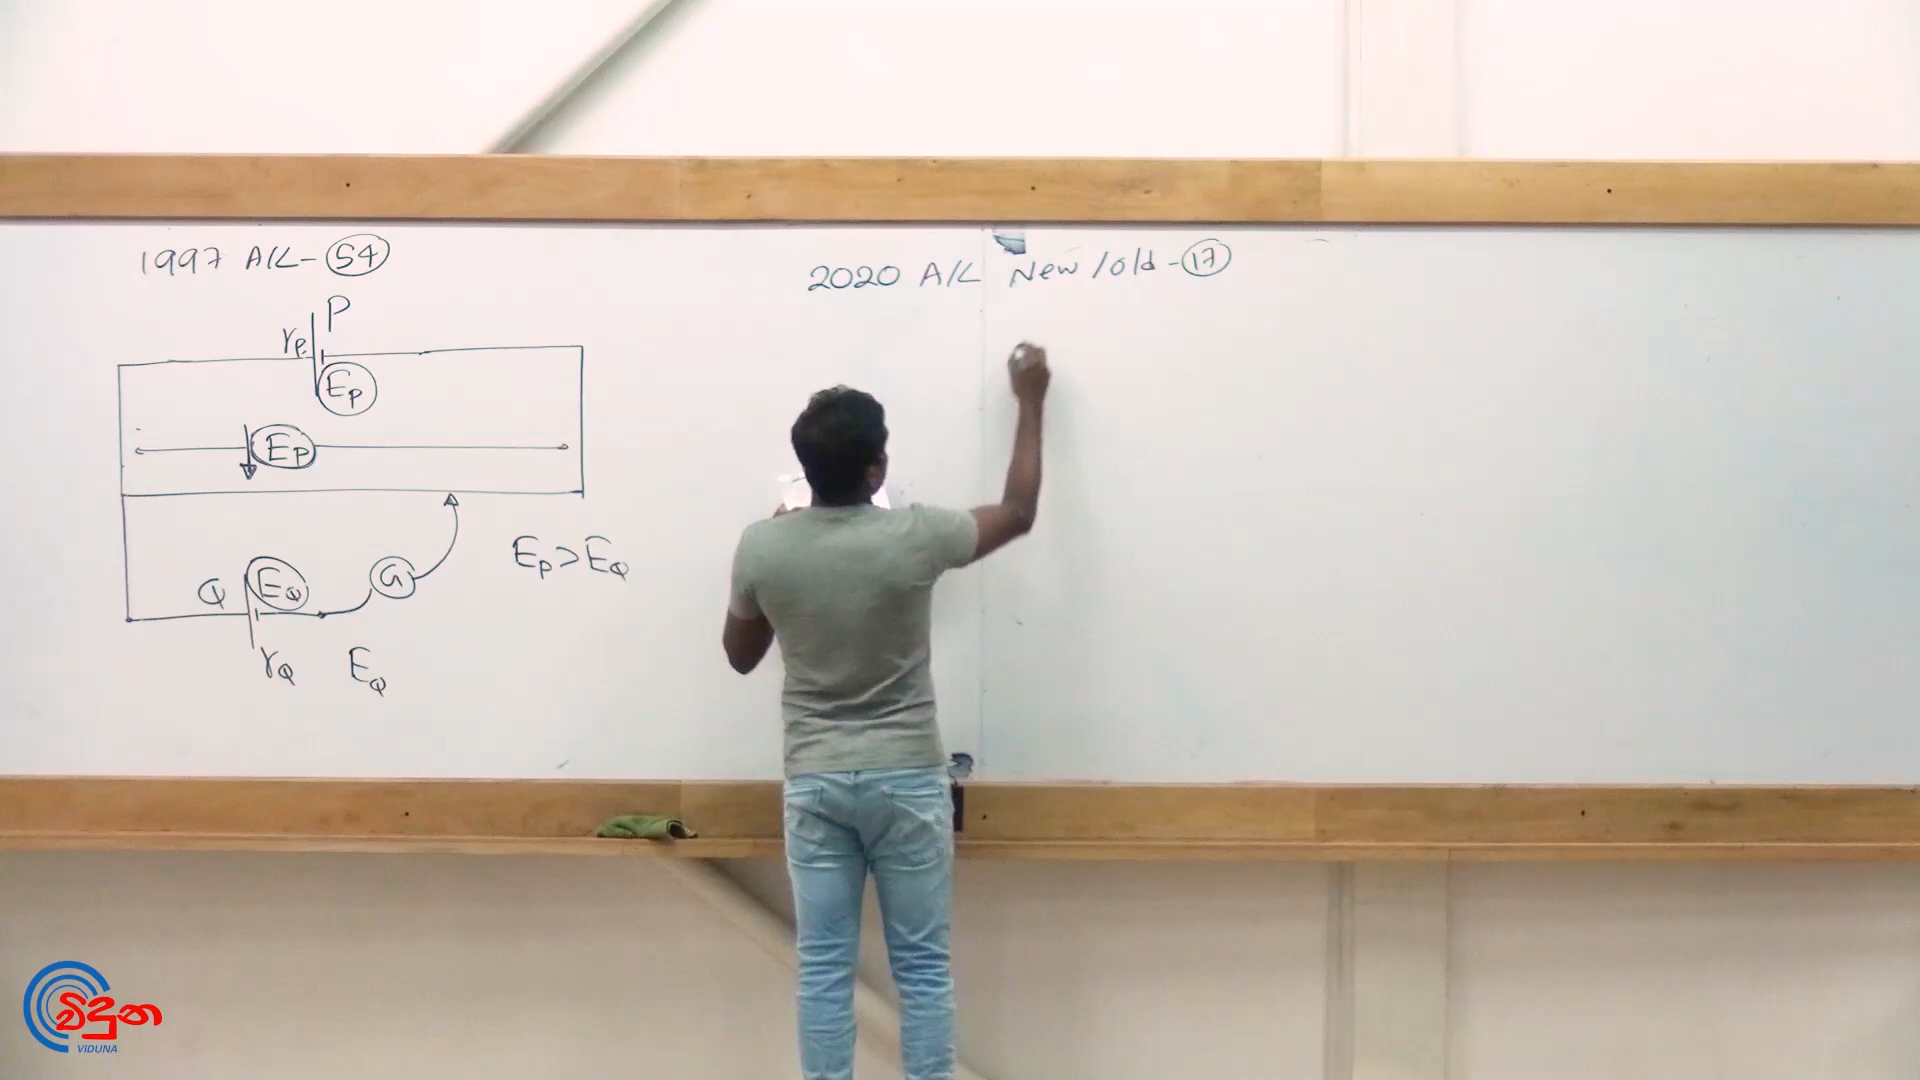 1997 A/L - 54
P
rP
EP
EP
Q
EQ
G
EP > EQ
rQ
EQ
2020 A/L New/old - 17
විදුන
VIDUNA